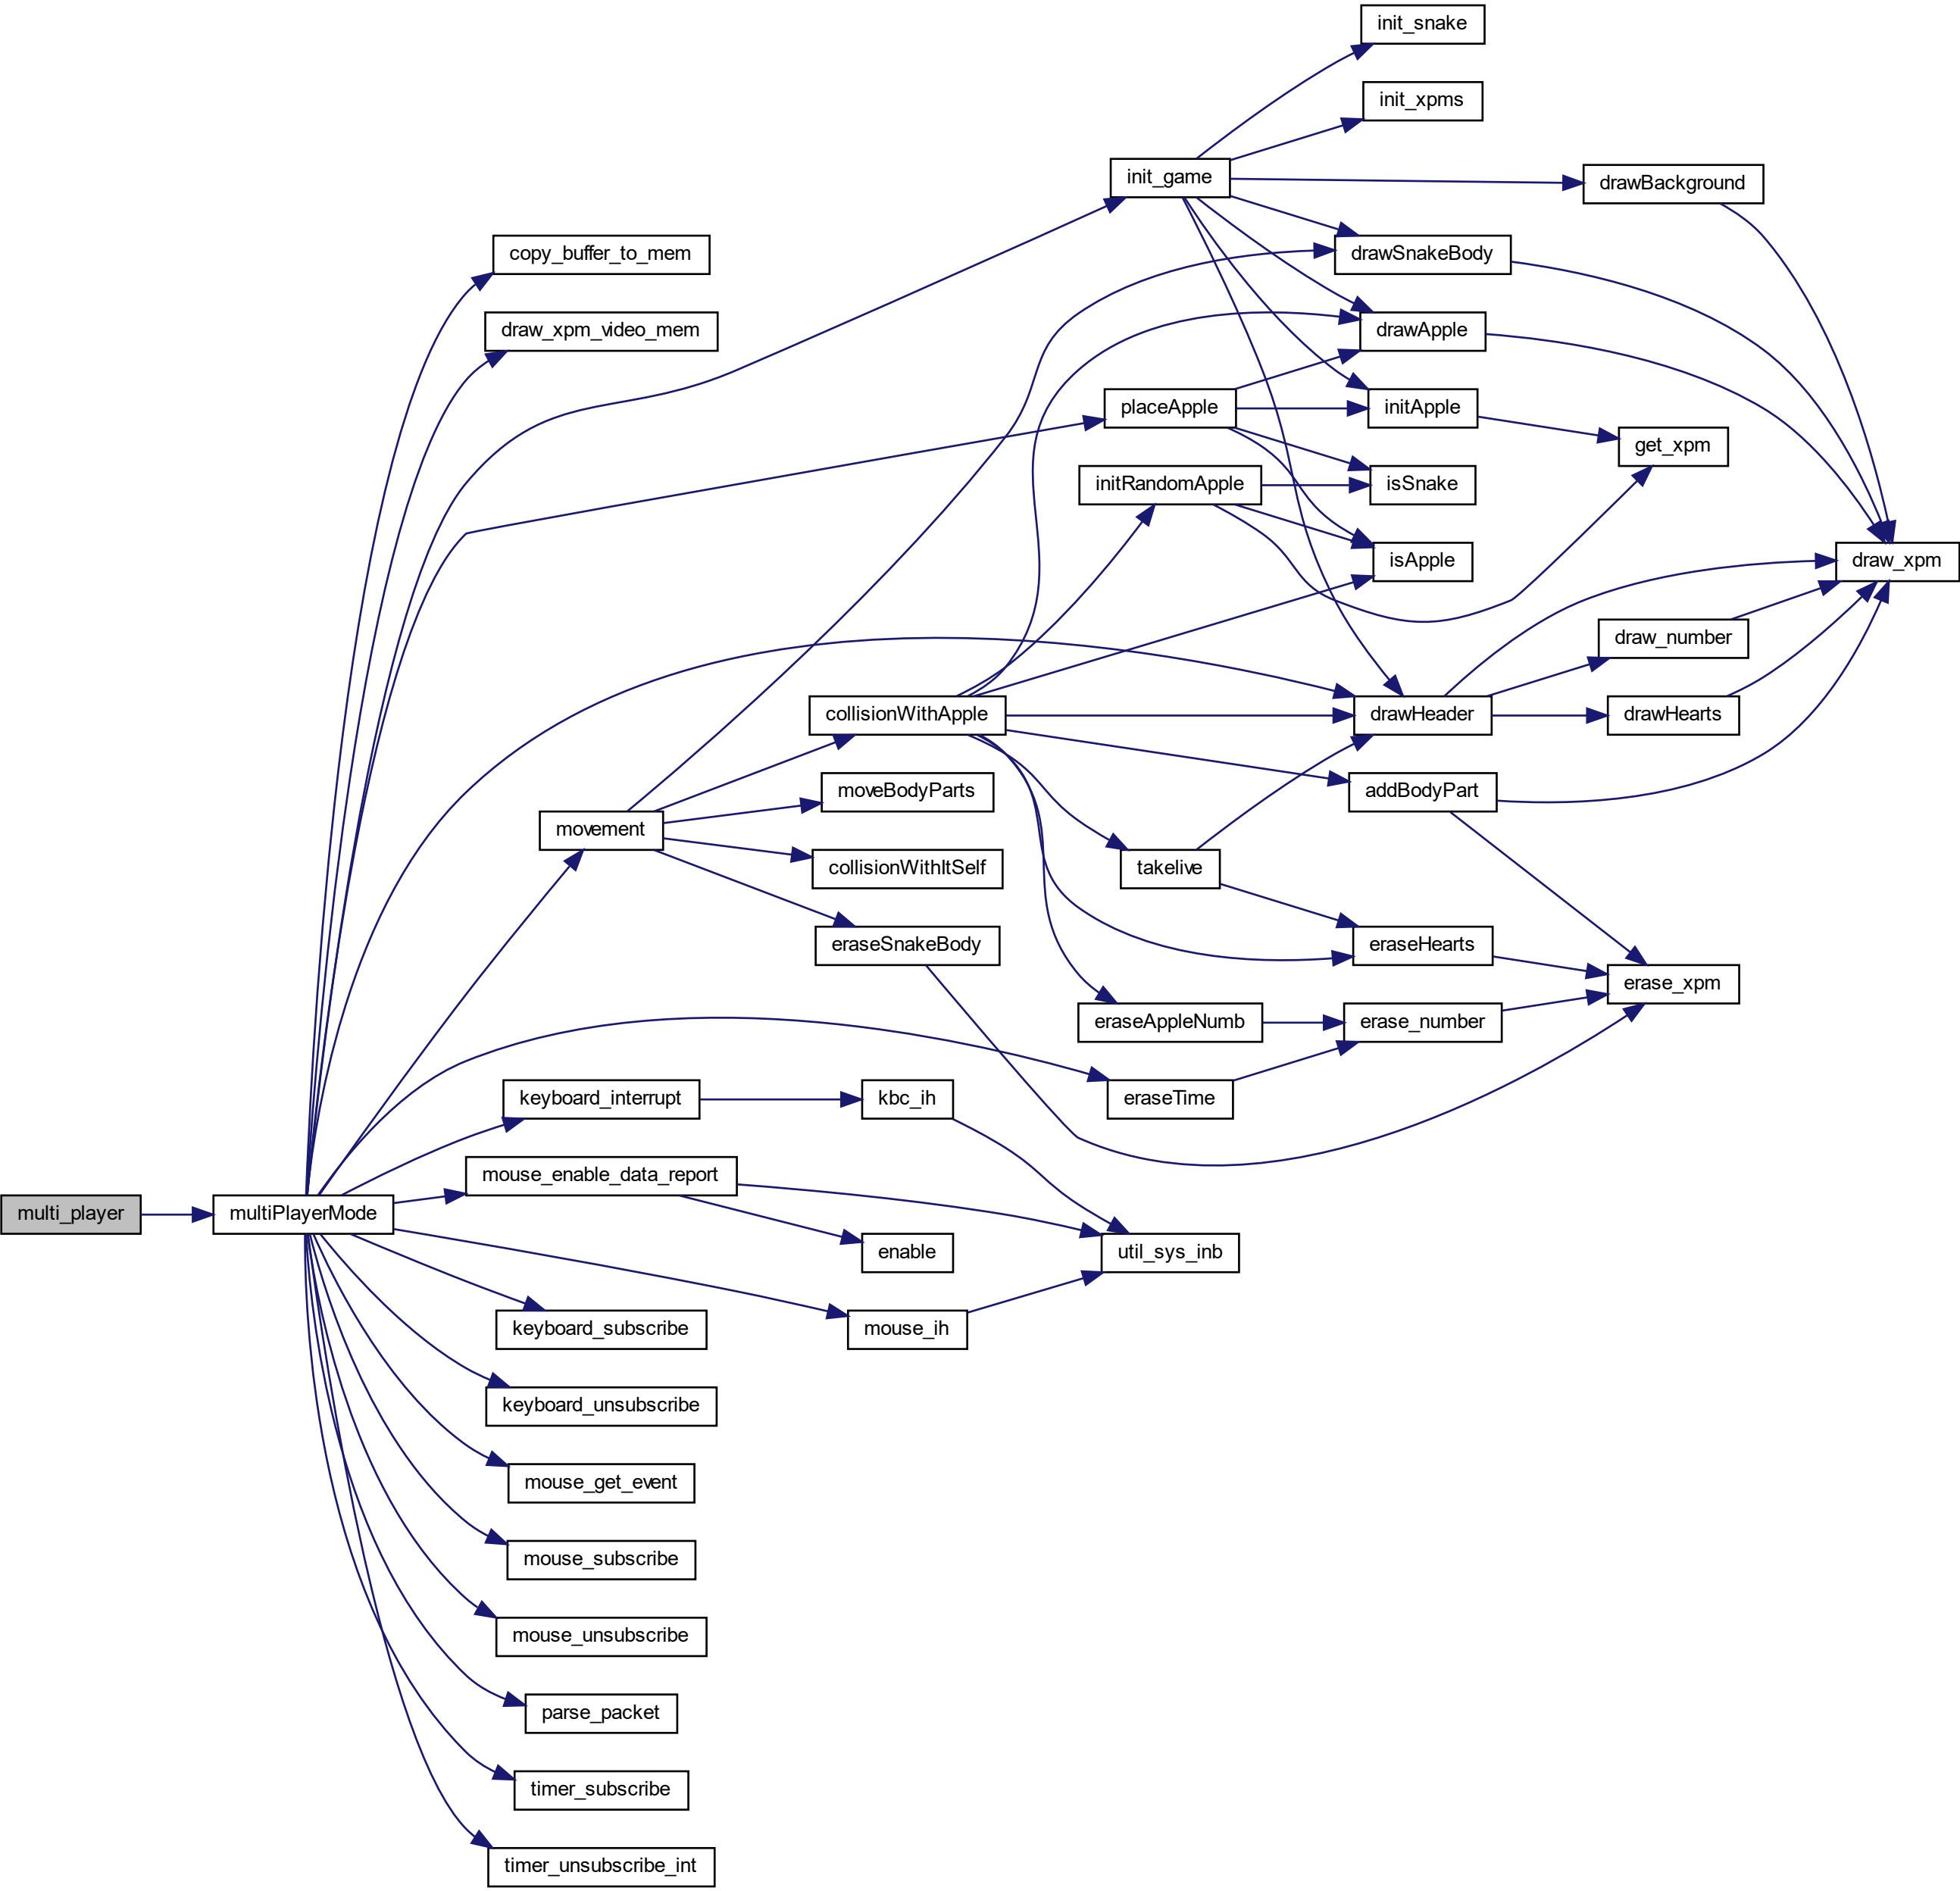 init_snake
init_xpms
init_game
drawBackground
copy_buffer_to_mem
drawSnakeBody
draw_xpm_video_mem
drawApple
placeApple
initApple
get_xpm
initRandomApple
isSnake
isApple
draw_xpm
draw_number
collisionWithApple
drawHeader
drawHearts
moveBodyParts
addBodyPart
movement
collisionWithItSelf
takelive
eraseSnakeBody
eraseHearts
erase_xpm
eraseAppleNumb
erase_number
keyboard_interrupt
kbc_ih
eraseTime
mouse_enable_data_report
multi_player
multiPlayerMode
enable
util_sys_inb
keyboard_subscribe
mouse_ih
keyboard_unsubscribe
mouse_get_event
mouse_subscribe
mouse_unsubscribe
parse_packet
timer_subscribe
timer_unsubscribe_int